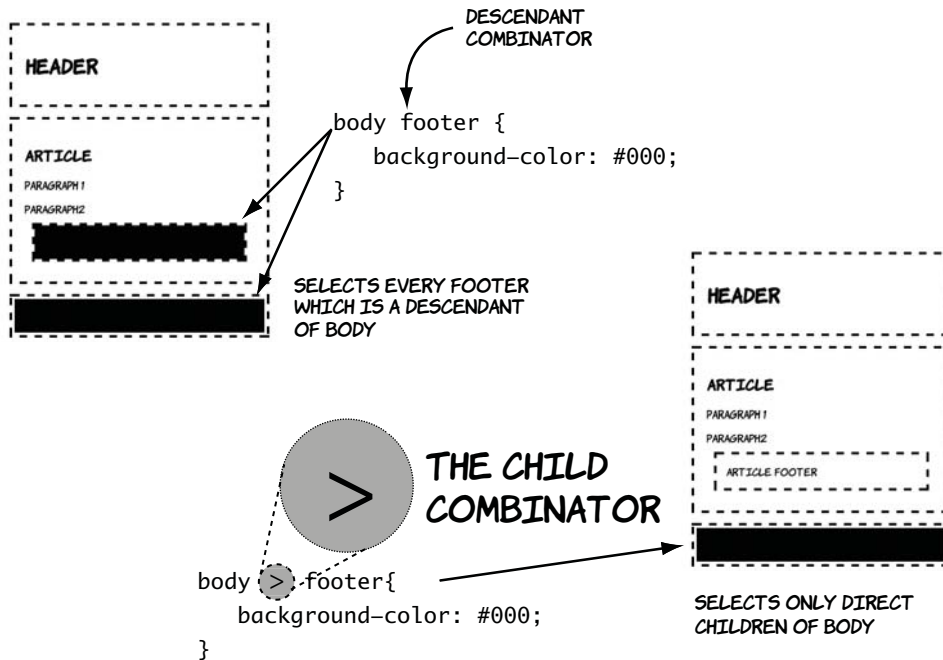 DESCENDANT
COMBINATOR
HEADER
ARTICLE
PARAGRAPH 1
PARAGRAPH2
body footer {
background-color: #000;
}
SELECTS EVERY FOOTER
WHICH IS A DESCENDANT
OF BODY
HEADER
ARTICLE
PARAGRAPH 1
PARAGRAPH2
ARTICLE FOOTER
>
THE CHILD
COMBINATOR
body > footer{
background-color: #000;
}
SELECTS ONLY DIRECT
CHILDREN OF BODY